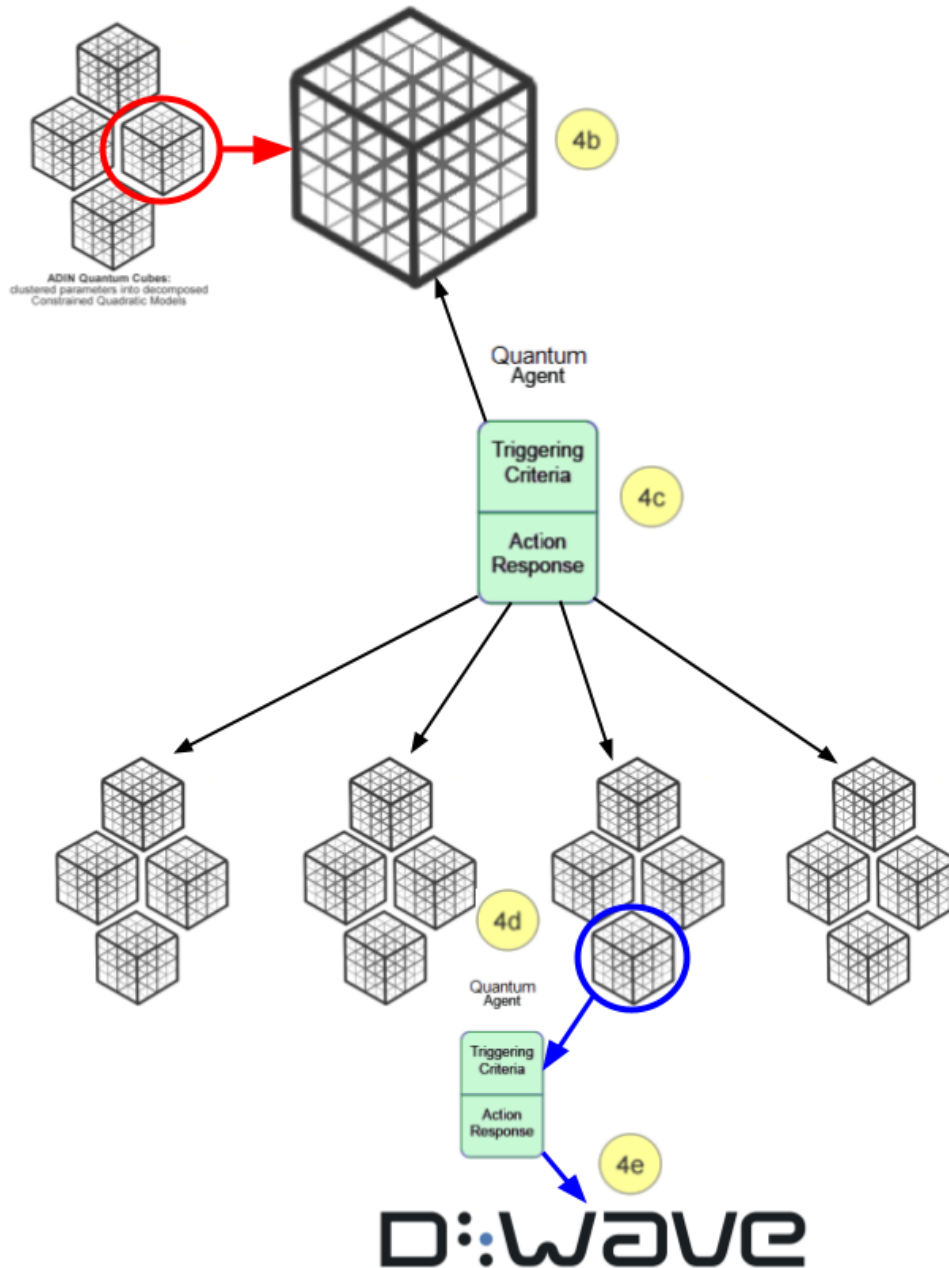 4b
ADIN Quantum Cubes:
clustered parameters into decomposed
Constrained Quadratic Models
Quantum
Agent
Triggering
Criteria
4c
Action
Response
4d
Quantum
Agent
Triggering
Criteria
Action
Response
4e
D:Wave